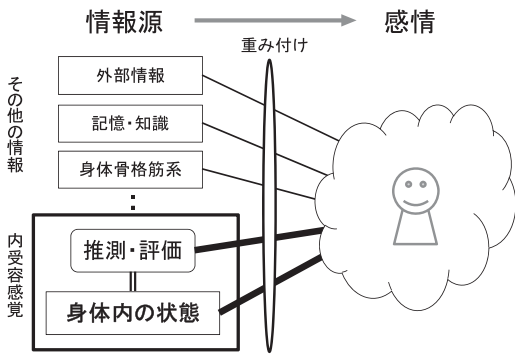 情報源
感情
重み付け
その他の情報
外部情報
記憶・知識
身体骨格筋系
内受容感覚
推測・評価
身体内の状態